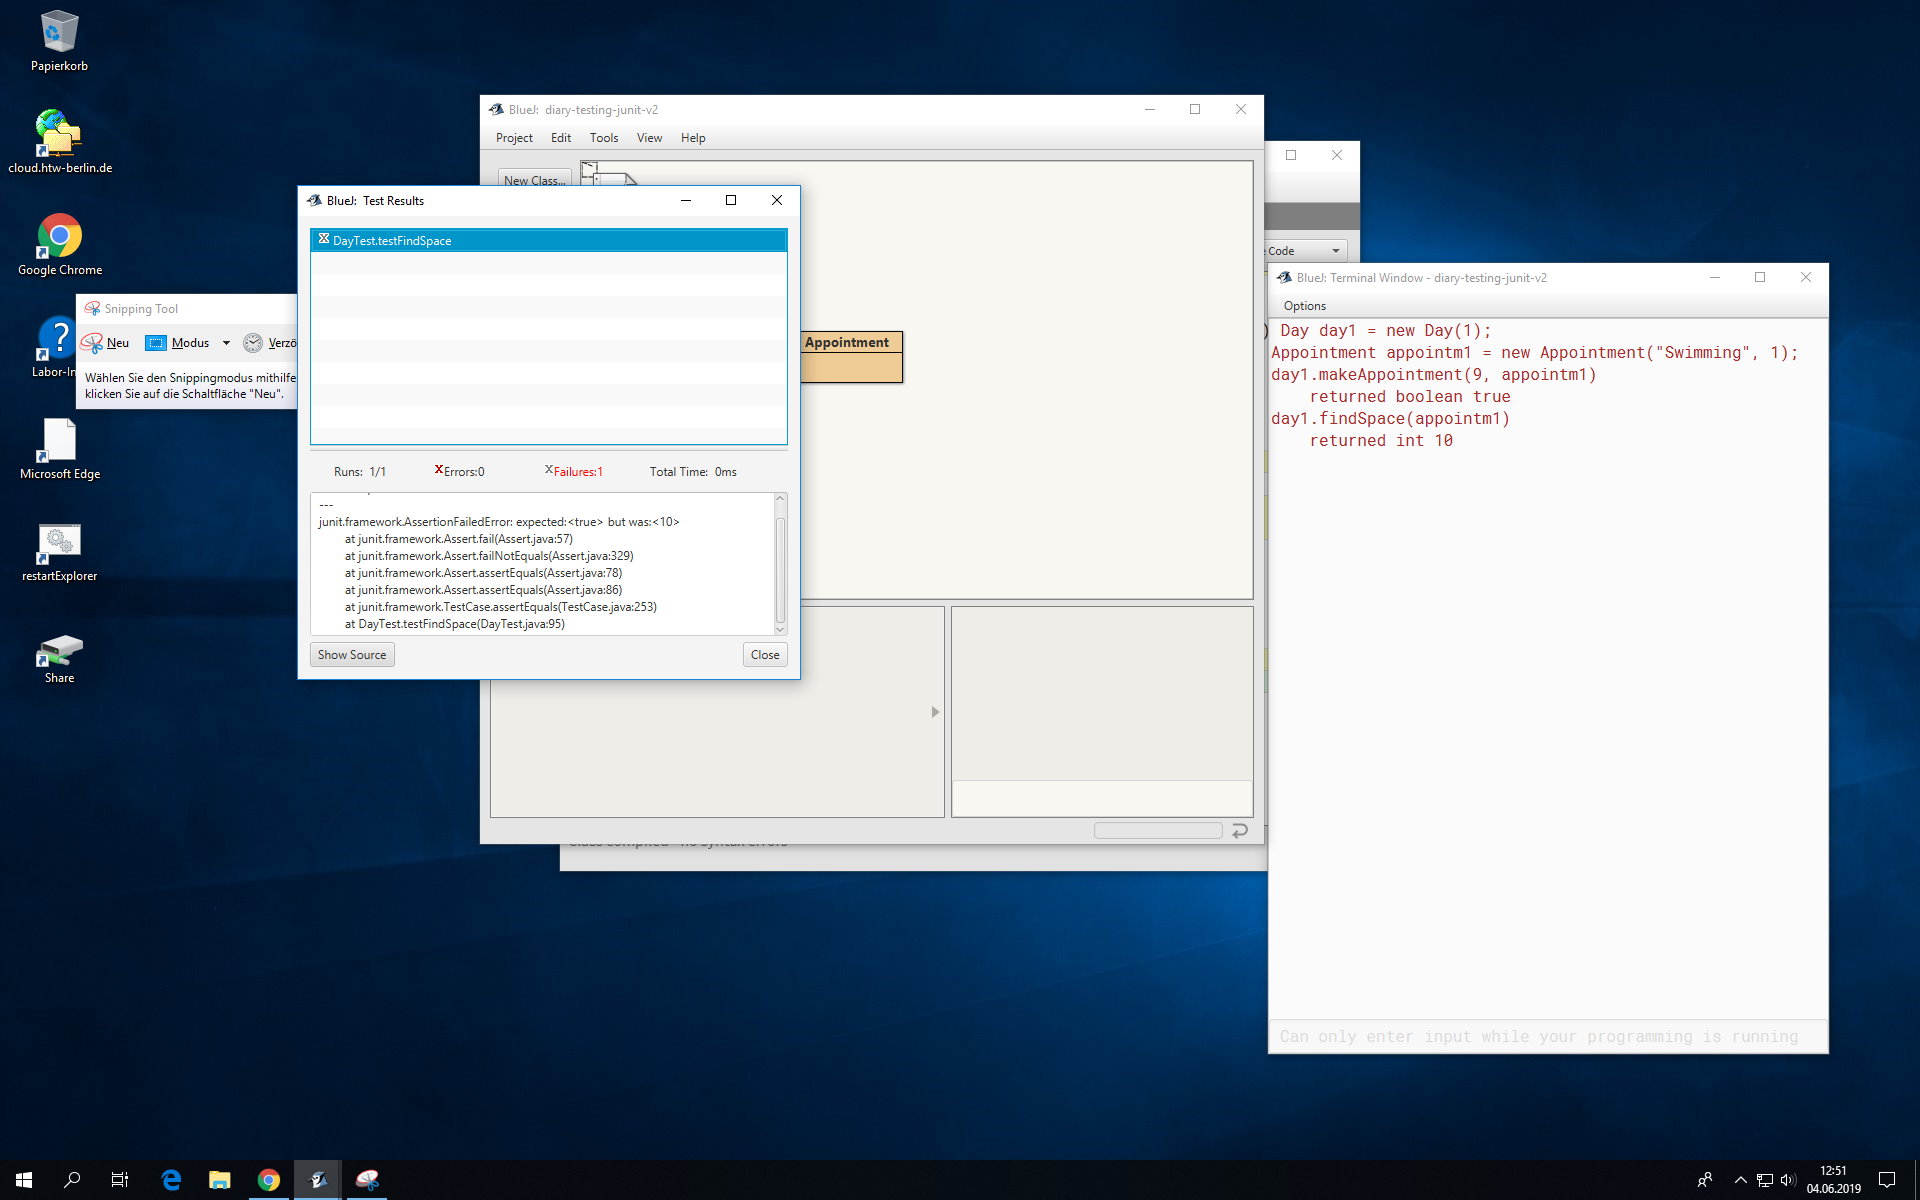 Papierkorb
cloud.htw-berlin.de
Google Chrome
Labor-In
Microsoft Edge
restartExplorer
Share
Snipping Tool
Neu
Modus
Verzö
Wählen Sie den Snippingmodus mithilfe
klicken Sie auf die Schaltfläche "Neu".
BlueJ: diary-testing-junit-v2
Project Edit Tools View Help
New Class...
Appointment
BlueJ: Test Results
DayTest.testFindSpace
Runs: 1/1 Errors:0 Failures:1 Total Time: 0ms
---
junit.framework.AssertionFailedError: expected:<true> but was:<10>
at junit.framework.Assert.fail(Assert.java:57)
at junit.framework.Assert.failNotEquals(Assert.java:329)
at junit.framework.Assert.assertEquals(Assert.java:78)
at junit.framework.Assert.assertEquals(Assert.java:86)
at junit.framework.TestCase.assertEquals(TestCase.java:253)
at DayTest.testFindSpace(DayTest.java:95)
Show Source
Close
Code
BlueJ: Terminal Window - diary-testing-junit-v2
Options
Day day1 = new Day(1);
Appointment appointm1 = new Appointment("Swimming", 1);
day1.makeAppointment(9, appointm1)
returned boolean true
day1.findSpace(appointm1)
returned int 10
Can only enter input while your programming is running
12:51
04.06.2019